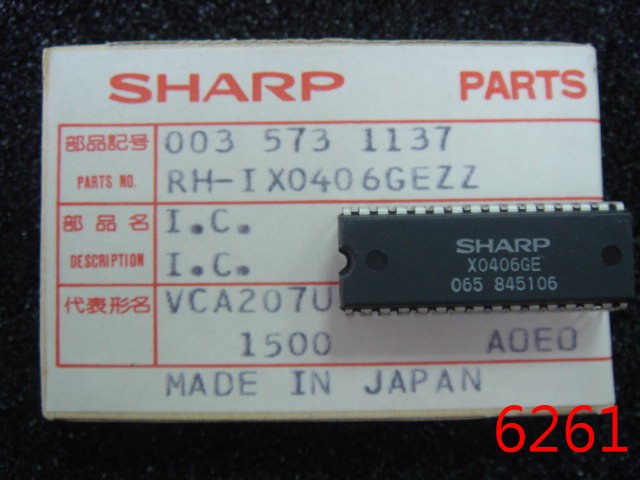 SHARP PARTS
部品記号 003 573 1137
PARTS NO. RH-IX0406GEZZ
部品名 I.C.
DESCRIPTION I.C.
代表形名 VCA207U
1500 A0E0
MADE IN JAPAN
SHARP
X0406GE
065 845106
6261